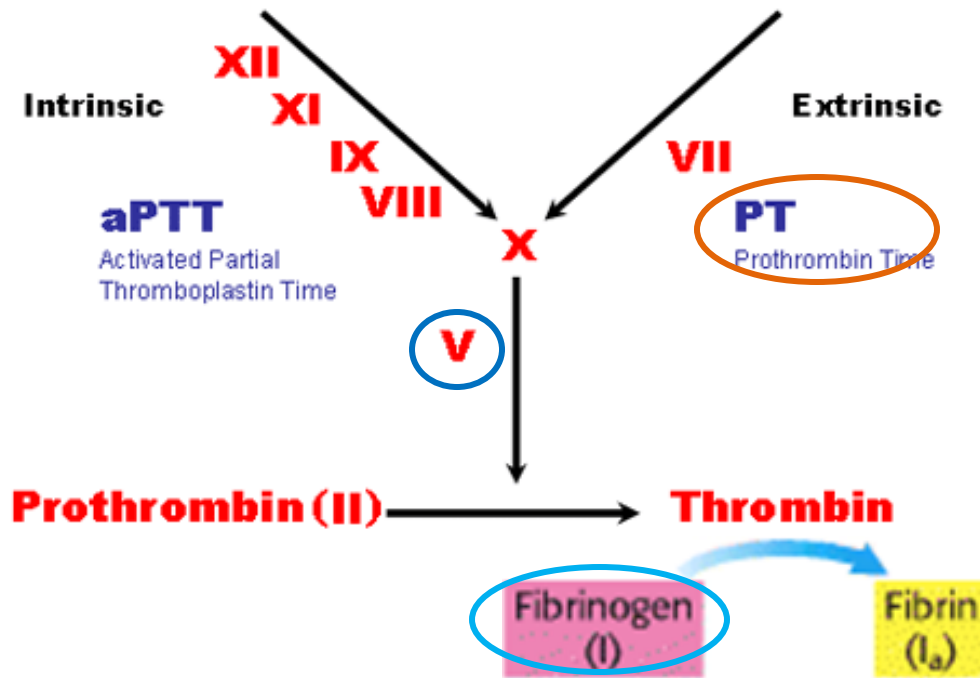 XII
Intrinsic
XI
Extrinsic
IX
VII
VIII
aPTT
Activated Partial
Thromboplastin Time
X
PT
Prothrombin Time
V
Prothrombin (II)
Thrombin
Fibrinogen
(I)
Fibrin
(Ia)